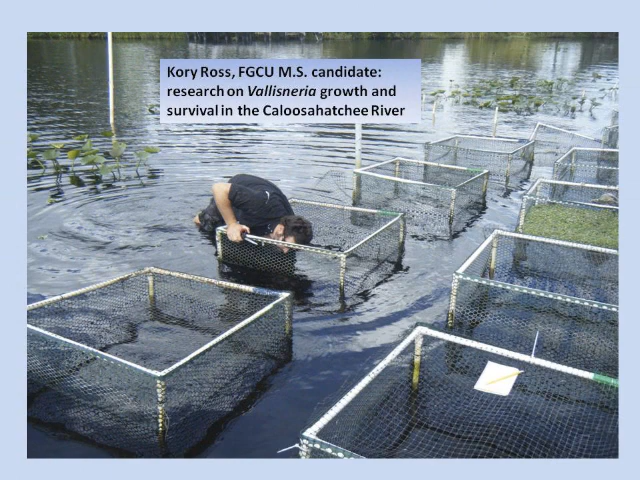 Kory Ross, FGCU M.S. candidate:
research on Vallisneria growth and
survival in the Caloosahatchee River